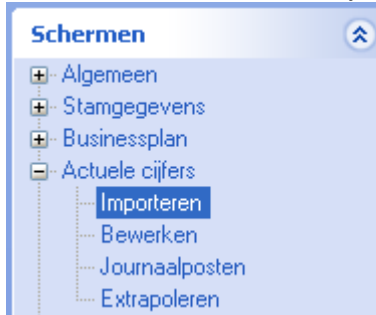 Schermen
Algemeen
Stamgegevens
Businessplan
Actuele cijfers
Importeren
Bewerken
Journaalposten
Extrapoleren